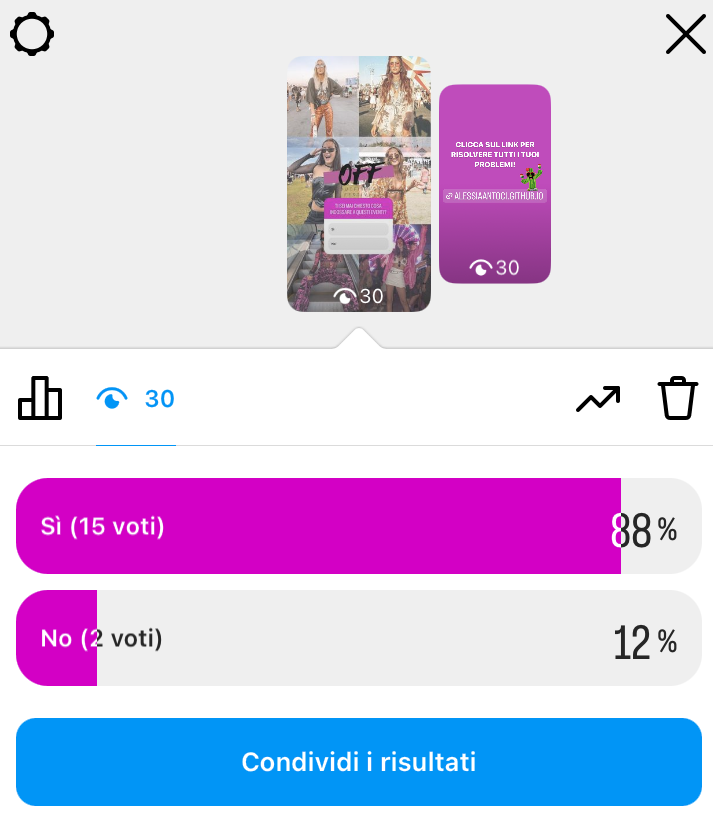 OFF
30
CLICCA SUL LINK PER
RISOLVERE TUTTI I TUOI
PROBLEMI!
ALESSIAANTOCI.GITHUB.IO
30
30
Sì (15 voti)
88%
No (2 voti)
12%
Condividi i risultati